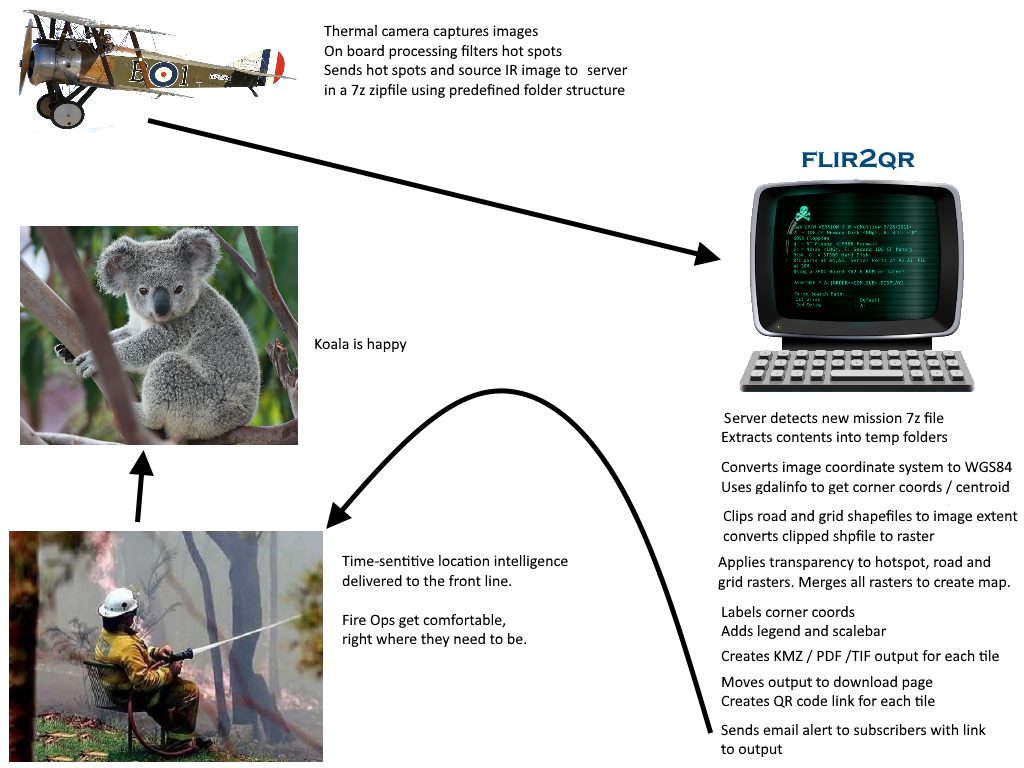 Thermal camera captures images
On board processing filters hot spots
Sends hot spots and source IR image to server
in a 7z zipfile using predefined folder structure
E 1
FLIR2QR
Koala is happy
Server detects new mission 7z file
Extracts contents into temp folders
Converts image coordinate system to WGS84
Uses gdalinfo to get corner coords / centroid
Clips road and grid shapefiles to image extent
converts clipped shpfile to raster
Applies transparency to hotspot, road and
grid rasters. Merges all rasters to create map.
Labels corner coords
Adds legend and scalebar
Creates KMZ / PDF /TIF output for each tile
Moves output to download page
Creates QR code link for each tile
Sends email alert to subscribers with link
to output
Time-sentitive location intelligence
delivered to the front line.
Fire Ops get comfortable,
right where they need to be.